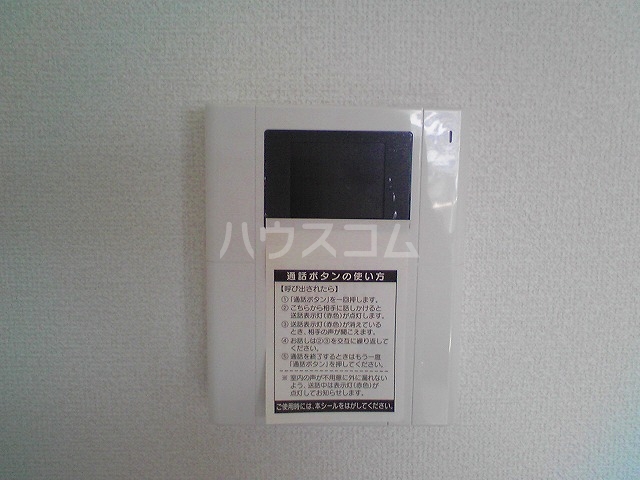 ハウスコム
通話ボタンの使い方
【呼び出されたら】
①「通話ボタン」を一回押します。
②こちらから相手に話しかけると
送話表示灯(赤色)が点灯します。
③送話表示灯(赤色)が消えている
とき、相手の声が聞こえます。
④お話しは②③を交互に繰り返して
ください。
⑤通話を終了するときはもう一度
「通話ボタン」を押してください。
※室内の声が不用意に外に漏れない
よう、送話中は表示灯(赤色)が
点灯してお知らせします。
ご使用時には、本シールをはがしてください。